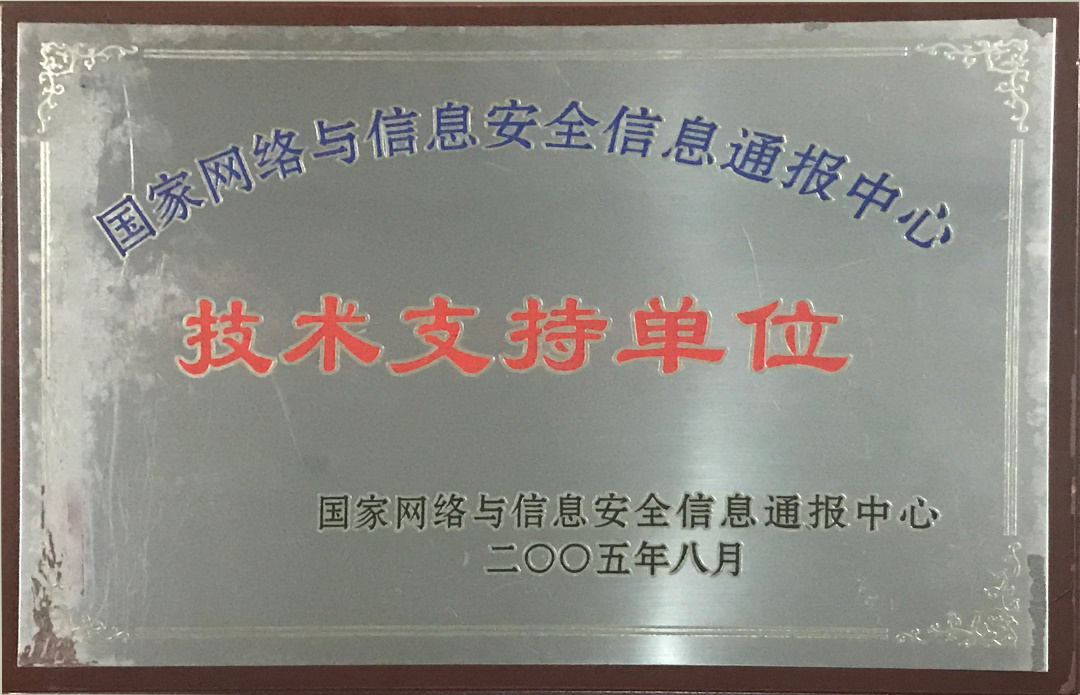 国家网络与信息安全信息通报中心
技术支持单位
国家网络与信息安全信息通报中心
二〇〇五年八月